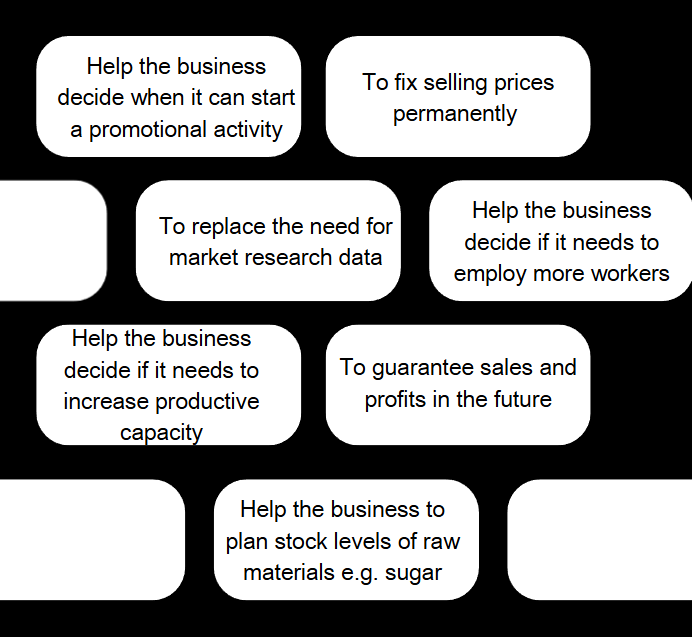 Help the business
decide when it can start
a promotional activity
To fix selling prices
permanently
To replace the need for
market research data
Help the business
decide if it needs to
employ more workers
Help the business
decide if it needs to
increase productive
capacity
To guarantee sales and
profits in the future
Help the business to
plan stock levels of raw
materials e.g. sugar